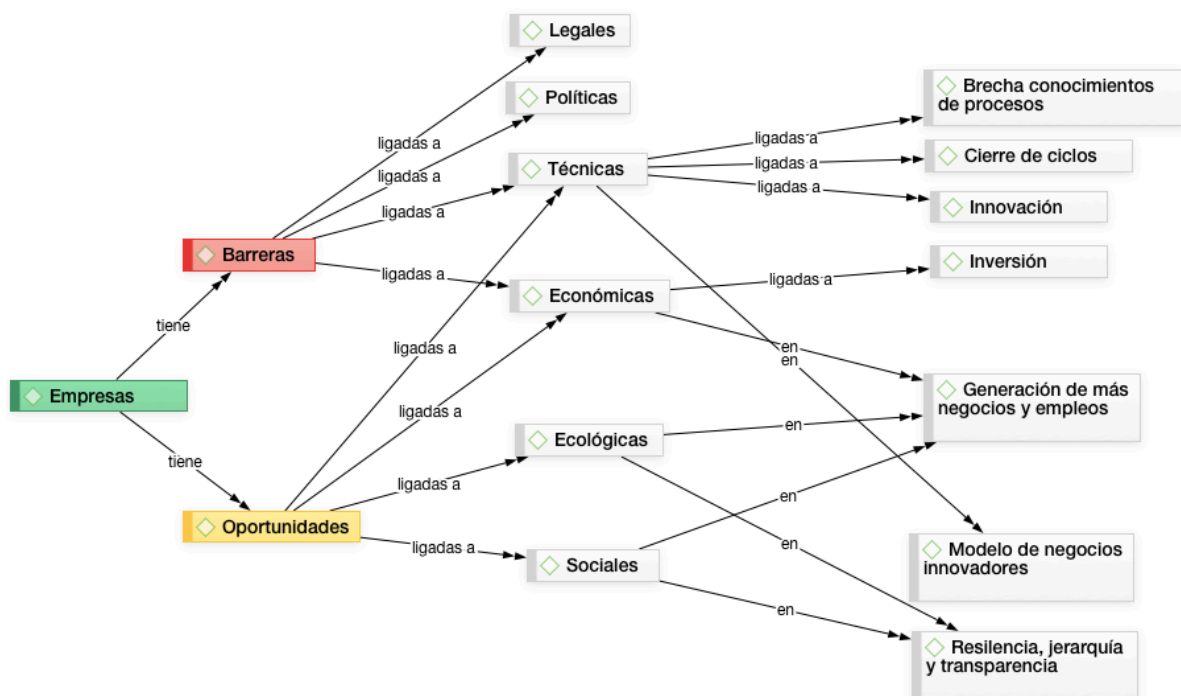 Legales
Políticas
ligadas a
ligadas a
ligadas a
Técnicas
ligadas a
ligadas a
ligadas a
Brecha conocimientos
de procesos
Cierre de ciclos
Innovación
Barreras
ligadas a
Económicas
ligadas a
Inversión
tiene
Empresas
tiene
ligadas a
ligadas a
en
en
Generación de más
negocios y empleos
Ecológicas
en
ligadas a
Oportunidades
ligadas a
Sociales
en
en
en
Modelo de negocios
innovadores
Resilencia, jerarquía
y transparencia